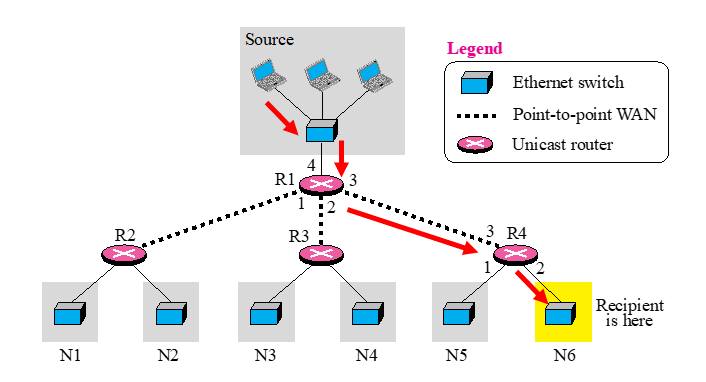 Source
Legend
Ethernet switch
Point-to-point WAN
Unicast router
4
R1
3
1
2
R2
R3
3
R4
1
2
Recipient
is here
N1
N2
N3
N4
N5
N6